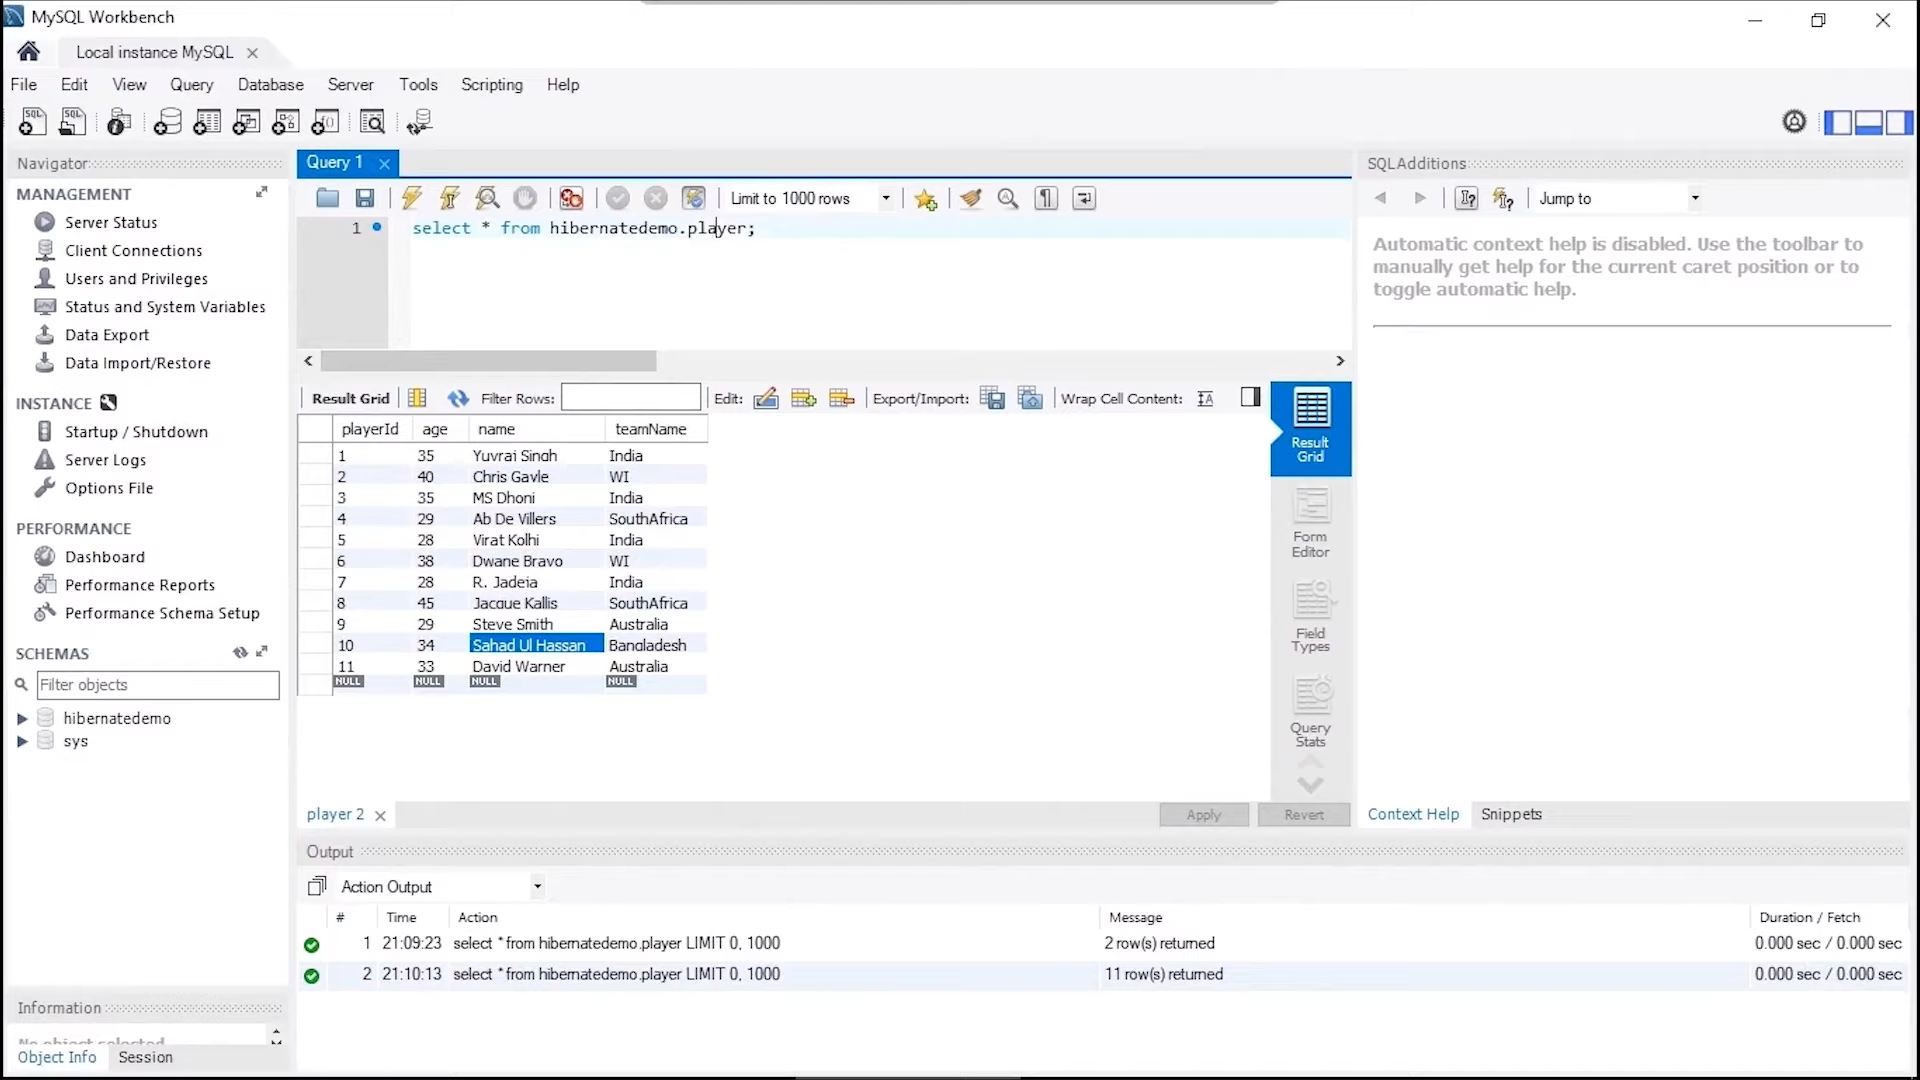 MySQL Workbench
Local instance MySQL
File Edit View Query Database Server Tools Scripting Help
Navigator
MANAGEMENT
Server Status
Client Connections
Users and Privileges
Status and System Variables
Data Export
Data Import/Restore
INSTANCE
Startup / Shutdown
Server Logs
Options File
PERFORMANCE
Dashboard
Performance Reports
Performance Schema Setup
SCHEMAS
Filter objects
hibernatedemo
sys
Information
No object selected
Object Info Session
Query 1
Limit to 1000 rows
1 select * from hibernatedemo.player;
Result Grid Filter Rows: Edit: Export/Import: Wrap Cell Content:
playerId age name teamName
1 35 Yuvraj Singh India
2 40 Chris Gayle WI
3 35 MS Dhoni India
4 29 Ab De Villers SouthAfrica
5 28 Virat Kolhi India
6 38 Dwane Bravo WI
7 28 R. Jadeja India
8 45 Jacque Kallis SouthAfrica
9 29 Steve Smith Australia
10 34 Sahad Ul Hassan Bangladesh
11 33 David Warner Australia
NULL NULL NULL NULL
Result
Grid
Form
Editor
Field
Types
Query
Stats
player 2
Apply Revert
SQLAdditions
Jump to
Automatic context help is disabled. Use the toolbar to
manually get help for the current caret position or to
toggle automatic help.
Context Help Snippets
Output
Action Output
# Time Action Message Duration / Fetch
1 21:09:23 select * from hibernatedemo.player LIMIT 0, 1000 2 row(s) returned 0.000 sec / 0.000 sec
2 21:10:13 select * from hibernatedemo.player LIMIT 0, 1000 11 row(s) returned 0.000 sec / 0.000 sec